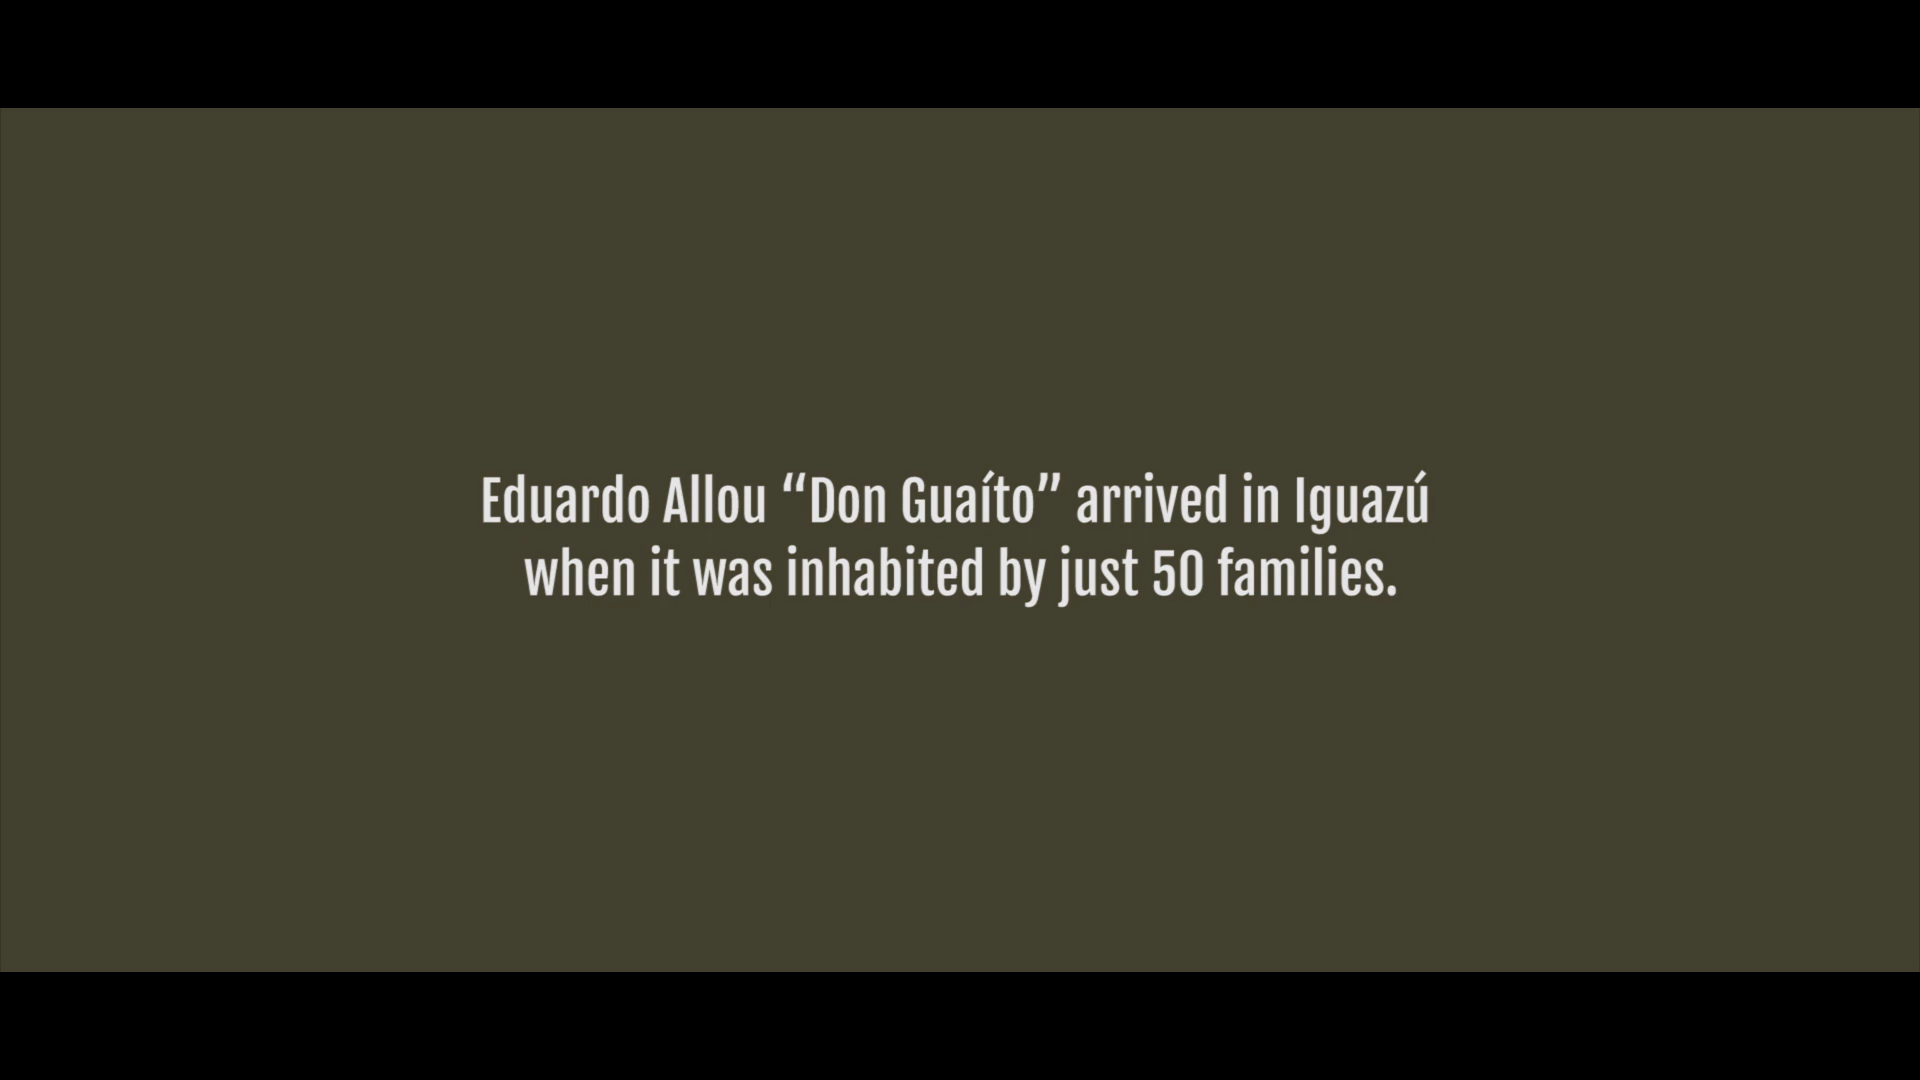 Eduardo Allou “Don Guaíto” arrived in Iguazú
when it was inhabited by just 50 families.